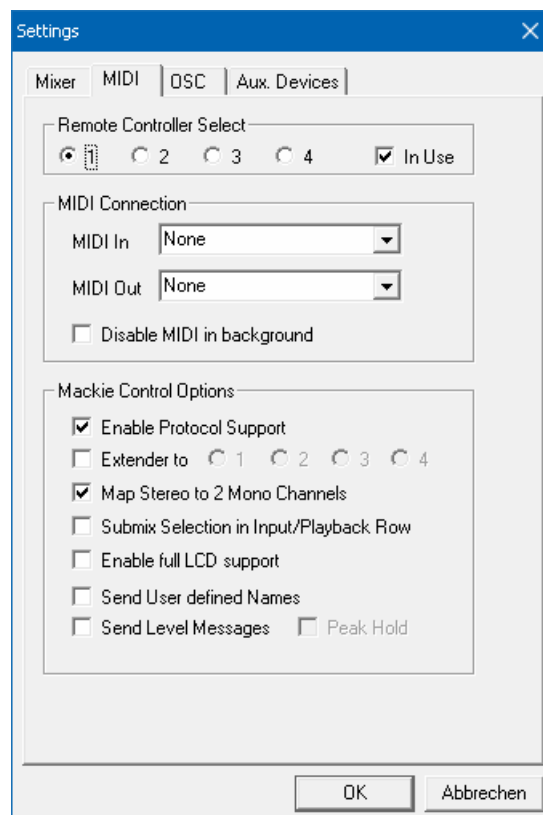 Settings
Mixer MIDI OSC Aux. Devices
Remote Controller Select
1 2 3 4 In Use
MIDI Connection
MIDI In None
MIDI Out None
Disable MIDI in background
Mackie Control Options
Enable Protocol Support
Extender to 1 2 3 4
Map Stereo to 2 Mono Channels
Submix Selection in Input/Playback Row
Enable full LCD support
Send User defined Names
Send Level Messages Peak Hold
OK Abbrechen